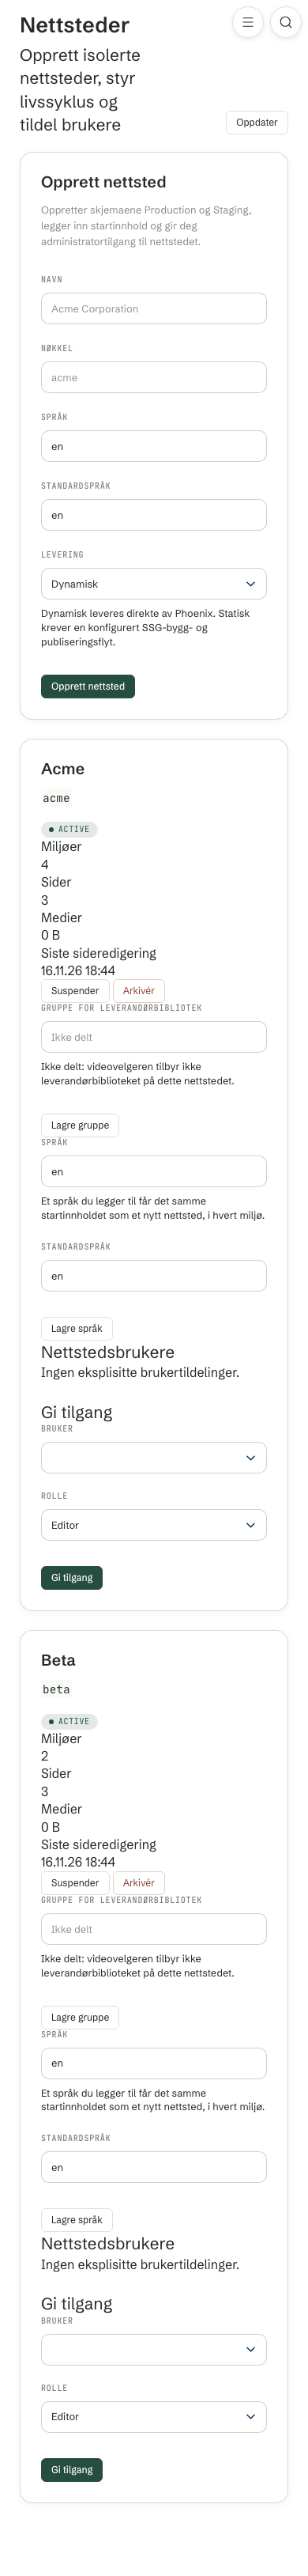 Nettsteder
Opprett isolerte
nettsteder, styr
livssyklus og
tildel brukere
Oppdater
Opprett nettsted
Oppretter skjemaene Production og Staging,
legger inn startinnhold og gir deg
administratortilgang til nettstedet.
NAVN
Acme Corporation
NØKKEL
acme
SPRÅK
en
STANDARDSPRÅK
en
LEVERING
Dynamisk
Dynamisk leveres direkte av Phoenix. Statisk
krever en konfigurert SSG-bygg- og
publiseringsflyt.
Opprett nettsted
Acme
acme
ACTIVE
Miljøer
4
Sider
3
Medier
0 B
Siste sideredigering
16.11.26 18:44
Suspender
Arkivér
GRUPPE FOR LEVERANDØRBIBLIOTEK
Ikke delt
Ikke delt: videovelgeren tilbyr ikke
leverandørbiblioteket på dette nettstedet.
Lagre gruppe
SPRÅK
en
Et språk du legger til får det samme
startinnholdet som et nytt nettsted, i hvert miljø.
STANDARDSPRÅK
en
Lagre språk
Nettstedsbrukere
Ingen eksplisitte brukertildelinger.
Gi tilgang
BRUKER
ROLLE
Editor
Gi tilgang
Beta
beta
ACTIVE
Miljøer
2
Sider
3
Medier
0 B
Siste sideredigering
16.11.26 18:44
Suspender
Arkivér
GRUPPE FOR LEVERANDØRBIBLIOTEK
Ikke delt
Ikke delt: videovelgeren tilbyr ikke
leverandørbiblioteket på dette nettstedet.
Lagre gruppe
SPRÅK
en
Et språk du legger til får det samme
startinnholdet som et nytt nettsted, i hvert miljø.
STANDARDSPRÅK
en
Lagre språk
Nettstedsbrukere
Ingen eksplisitte brukertildelinger.
Gi tilgang
BRUKER
ROLLE
Editor
Gi tilgang